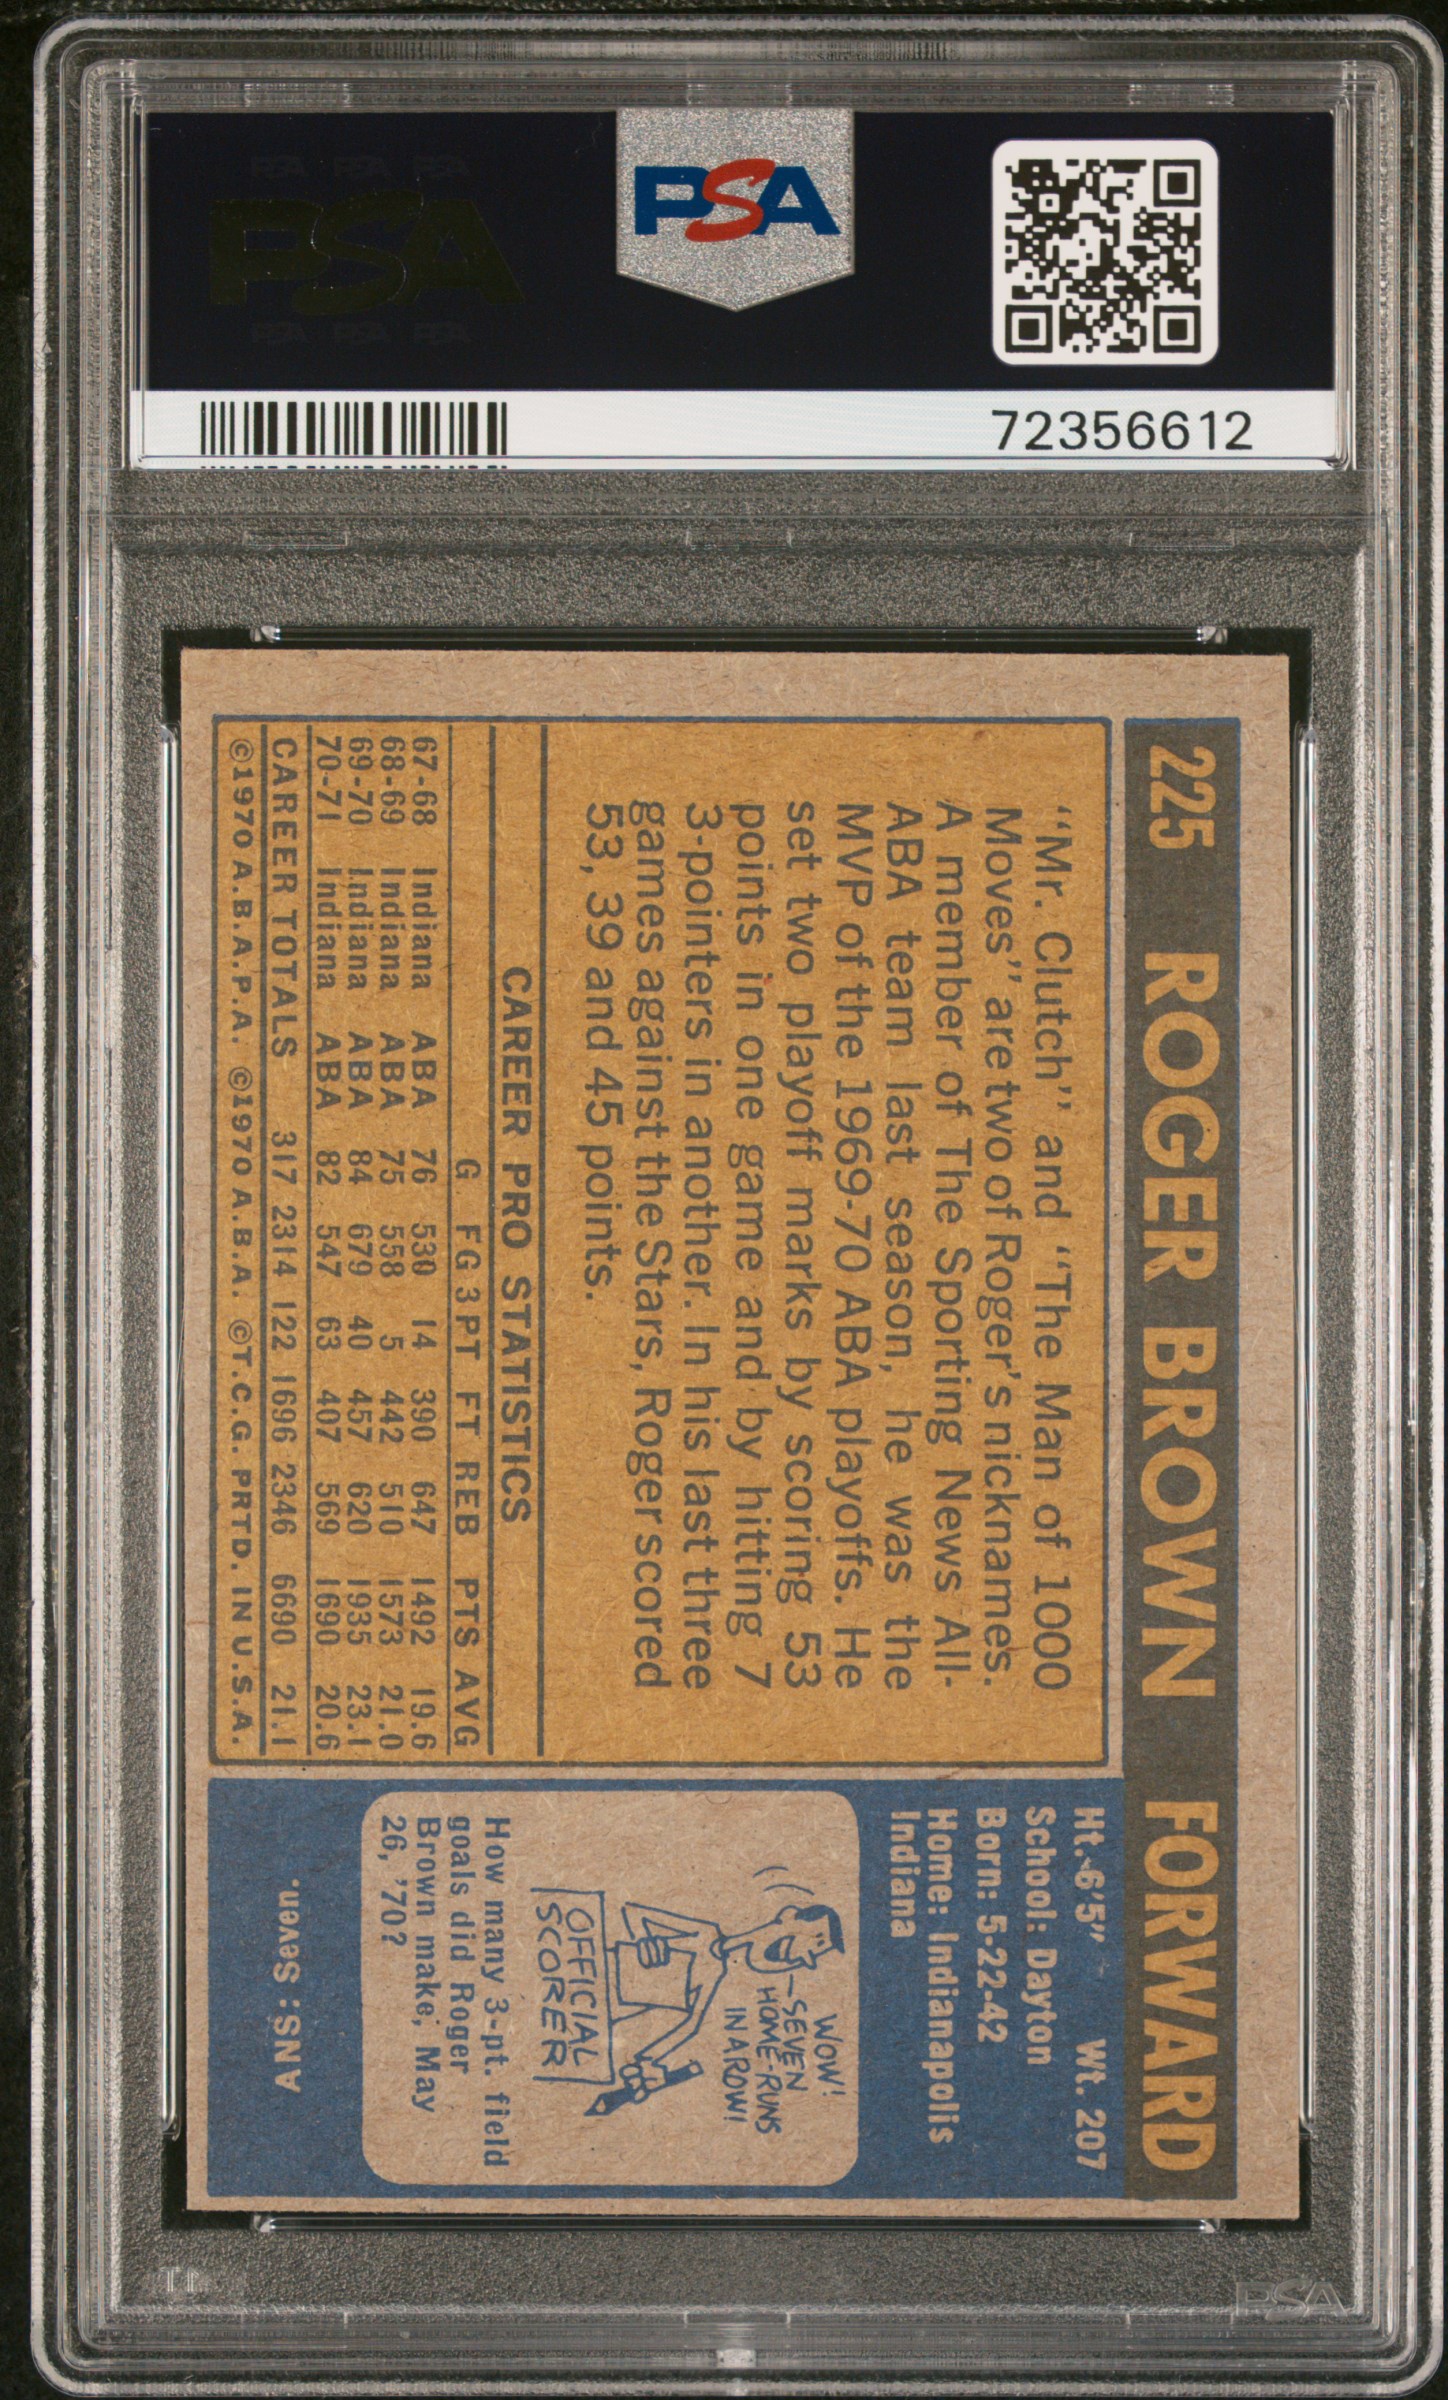 PSA
PSA PSA PSA
PSA
PSA PSA PSA
72356612
225 ROGER BROWN FORWARD
"Mr. Clutch" and "The Man of 1000
Moves" are two of Roger's nicknames.
A member of The Sporting News All-
ABA team last season, he was the
MVP of the 1969-70 ABA playoffs. He
set two playoff marks by scoring 53
points in one game and by hitting 7
3-pointers in another. In his last three
games against the Stars, Roger scored
53, 39 and 45 points.
CAREER PRO STATISTICS
G FG 3PT FT REB PTS AVG
67-68 Indiana ABA 76 530 14 390 647 1492 19.6
68-69 Indiana ABA 75 558 5 442 510 1573 21.0
69-70 Indiana ABA 84 679 40 457 620 1935 23.1
70-71 Indiana ABA 82 547 63 407 569 1690 20.6
CAREER TOTALS 317 2314 122 1696 2346 6690 21.1
©1970 A.B.A.P.A. ©1970 A.B.A. ©T.C.G. PRTD. IN U.S.A.
Ht. 6'5" Wt. 207
School: Dayton
Born: 5-22-42
Home: Indianapolis
Indiana
WOW!
SEVEN
HOME-RUNS
IN A ROW!
OFFICIAL
SCORER
How many 3-pt. field
goals did Roger
Brown make, May
26, '70?
ANS: Seven.
PSA